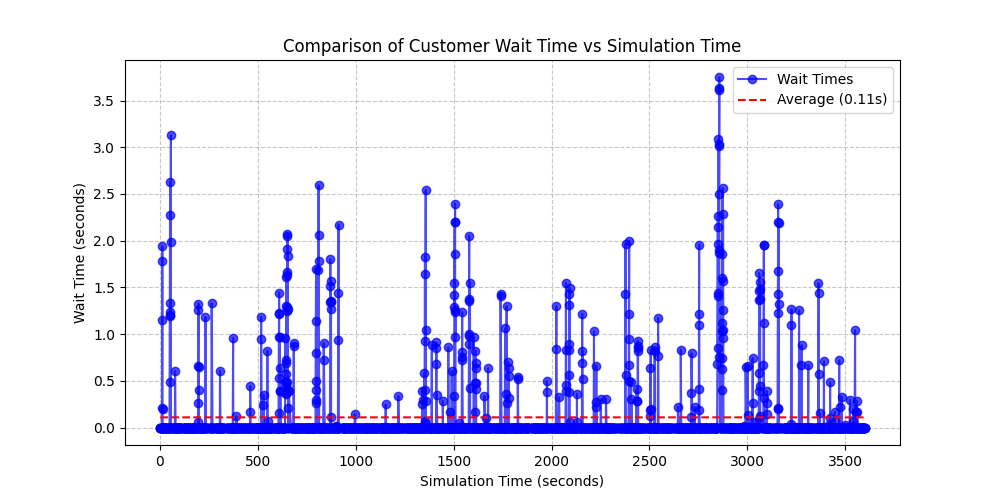 Comparison of Customer Wait Time vs Simulation Time
Wait Times
Average (0.11s)
Wait Time (seconds)
3.5
3.0
2.5
2.0
1.5
1.0
0.5
0.0
0 500 1000 1500 2000 2500 3000 3500
Simulation Time (seconds)